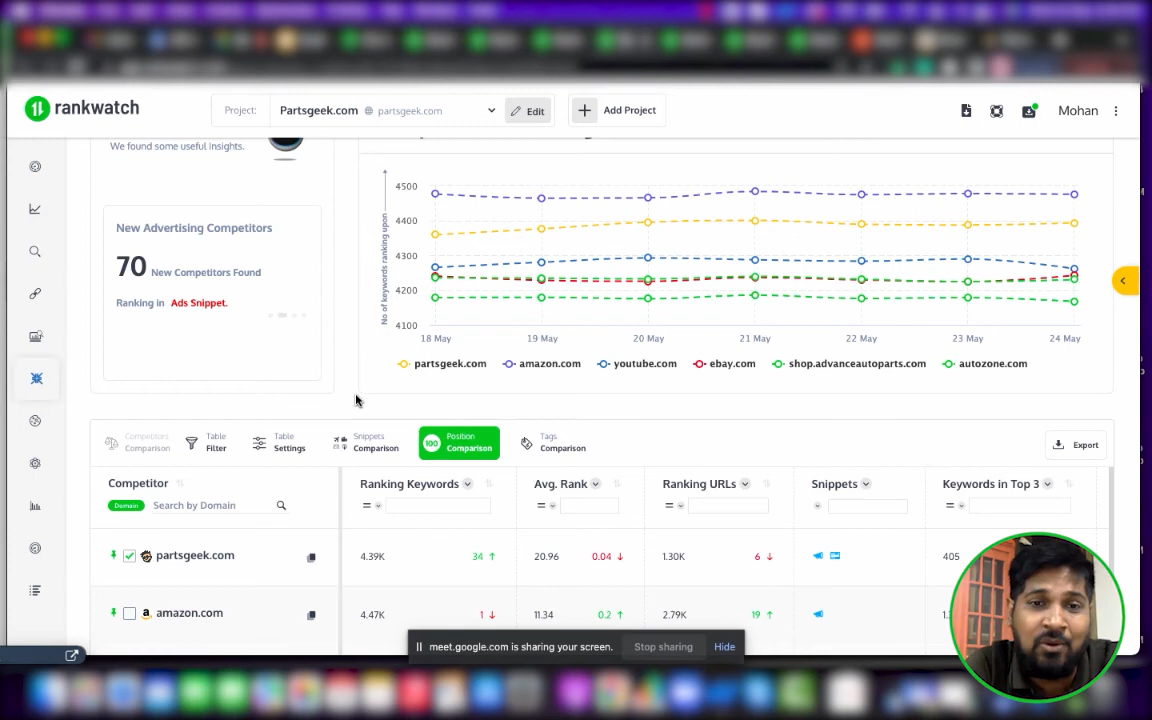 rankwatch
Project: Partsgeek.com partsgeek.com Edit Add Project Mohan
We found some useful Insights.
New Advertising Competitors
70 New Competitors Found
Ranking in Ads Snippet.
No of keywords ranking upon
4500
4400
4300
4200
4100
18 May 19 May 20 May 21 May 22 May 23 May 24 May
partsgeek.com amazon.com youtube.com ebay.com shop.advanceautoparts.com autozone.com
Competitors Comparison
Table Filter
Table Settings
Snippets Comparison
100 Position Comparison
Tags Comparison
Export
Competitor Ranking Keywords Avg. Rank Ranking URLs Snippets Keywords in Top 3
Domain Search by Domain = = = =
partsgeek.com 4.39K 34 20.96 0.04 1.30K 6 405
amazon.com 4.47K 1 11.34 0.2 2.79K 19
meet.google.com is sharing your screen. Stop sharing Hide